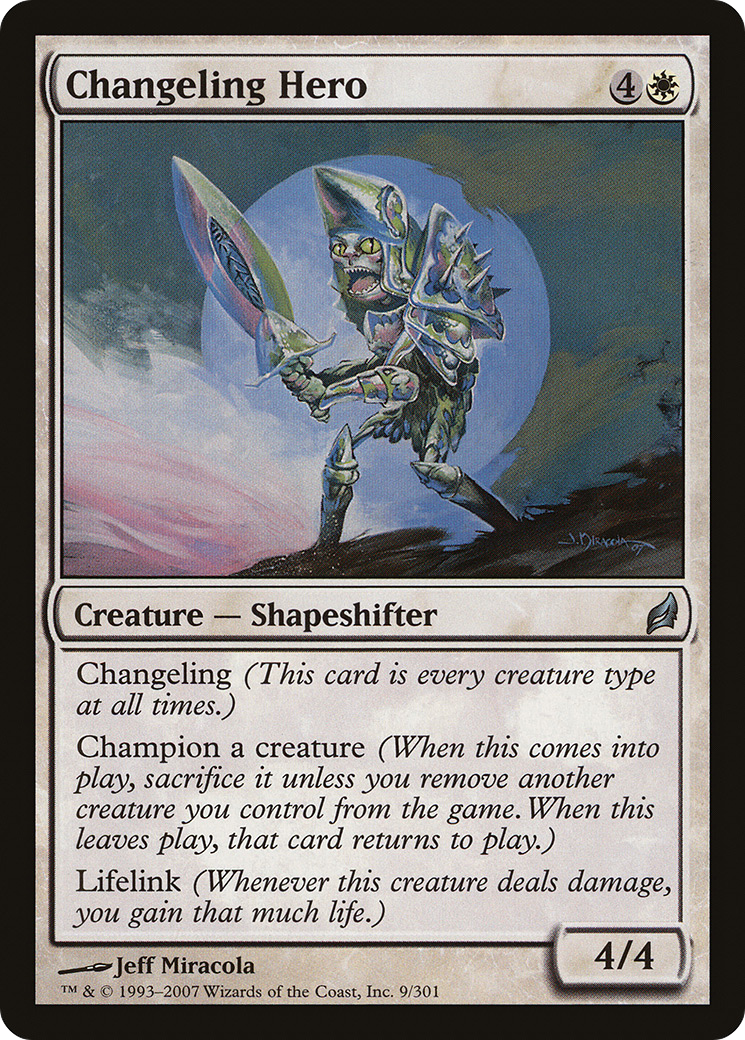 Changeling Hero 4
J. Miracola 07
Creature — Shapeshifter
Changeling (This card is every creature type
at all times.)
Champion a creature (When this comes into
play, sacrifice it unless you remove another
creature you control from the game. When this
leaves play, that card returns to play.)
Lifelink (Whenever this creature deals damage,
you gain that much life.)
4/4
Jeff Miracola
™ & © 1993–2007 Wizards of the Coast, Inc. 9/301